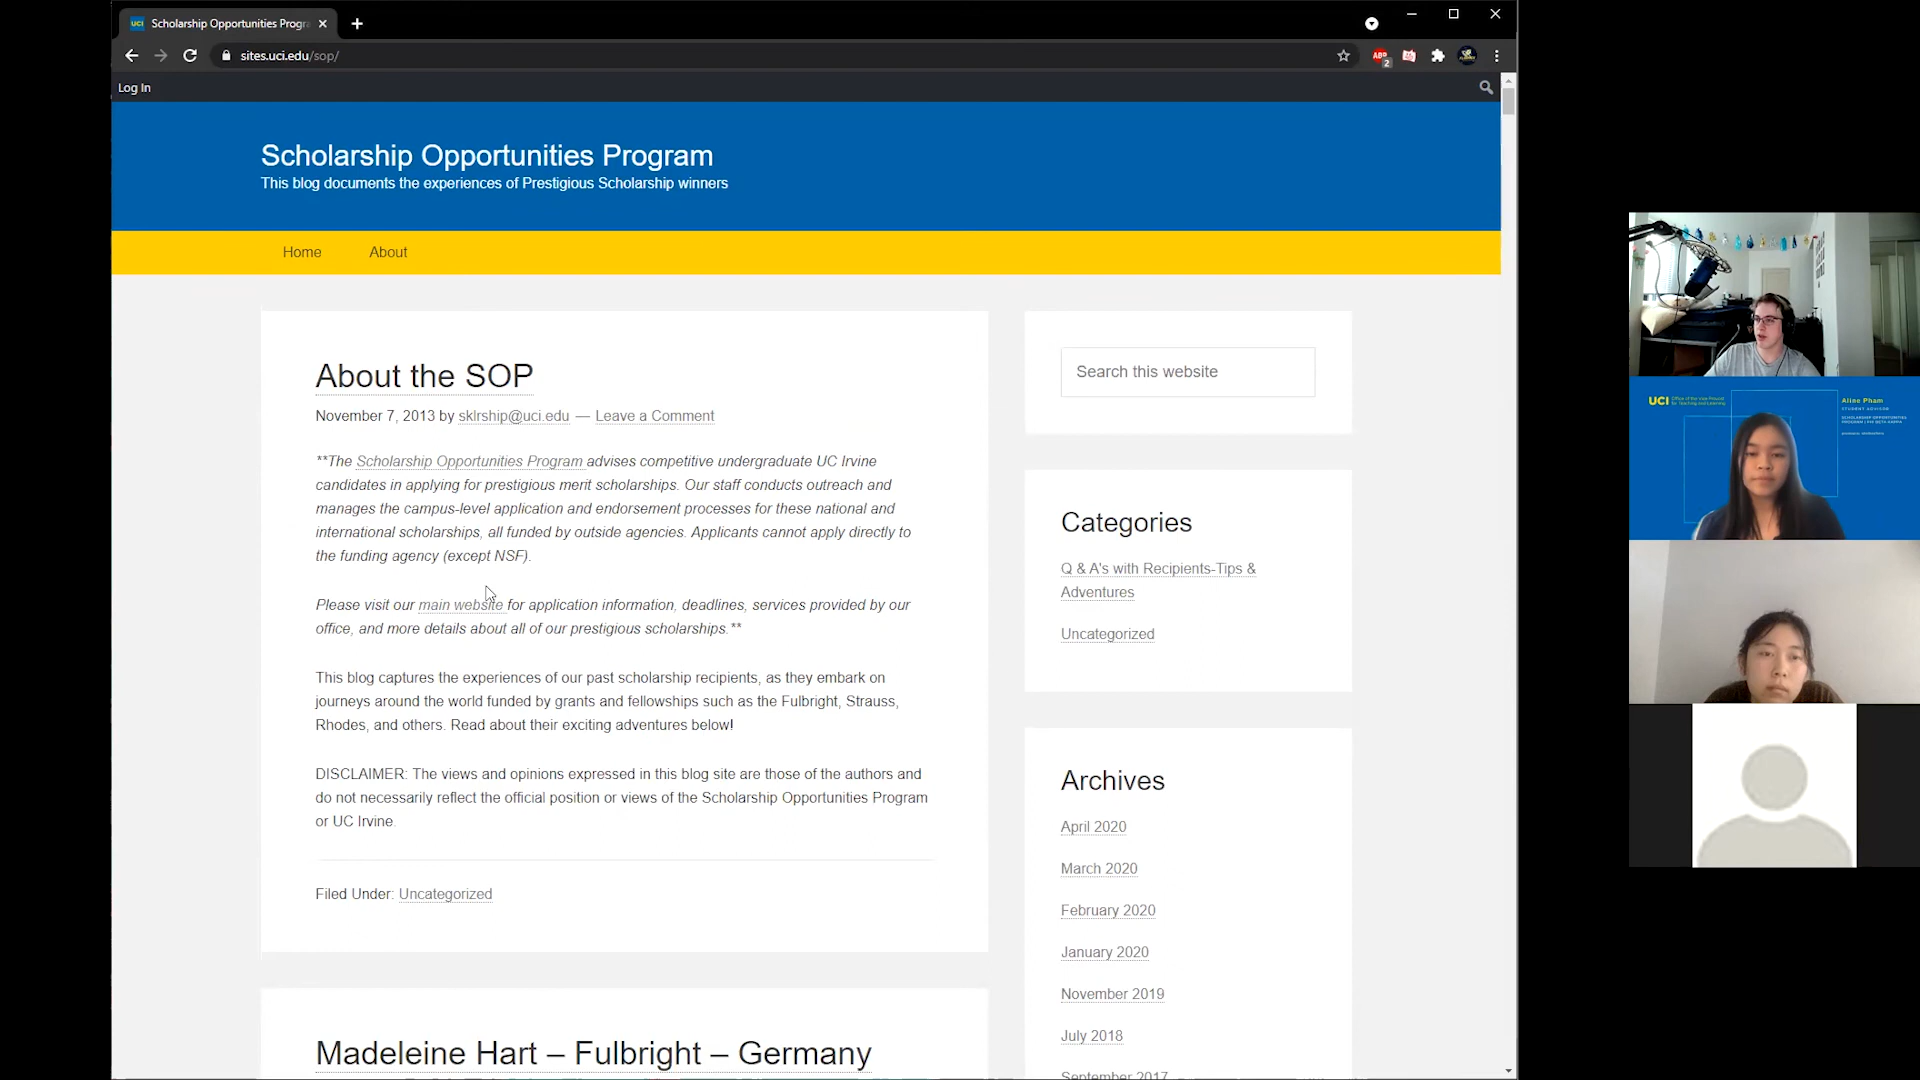 Scholarship Opportunities Progr
sites.uci.edu/sop/
Log In
Scholarship Opportunities Program
This blog documents the experiences of Prestigious Scholarship winners
Home
About
About the SOP
November 7, 2013 by sklrship@uci.edu — Leave a Comment
**The Scholarship Opportunities Program advises competitive undergraduate UC Irvine
candidates in applying for prestigious merit scholarships. Our staff conducts outreach and
manages the campus-level application and endorsement processes for these national and
international scholarships, all funded by outside agencies. Applicants cannot apply directly to
the funding agency (except NSF).
Please visit our main website for application information, deadlines, services provided by our
office, and more details about all of our prestigious scholarships.**
This blog captures the experiences of our past scholarship recipients, as they embark on
journeys around the world funded by grants and fellowships such as the Fulbright, Strauss,
Rhodes, and others. Read about their exciting adventures below!
DISCLAIMER: The views and opinions expressed in this blog site are those of the authors and
do not necessarily reflect the official position or views of the Scholarship Opportunities Program
or UC Irvine.
Filed Under: Uncategorized
Madeleine Hart – Fulbright – Germany
Search this website
Categories
Q & A's with Recipients-Tips &
Adventures
Uncategorized
Archives
April 2020
March 2020
February 2020
January 2020
November 2019
July 2018
September 2017
UCI
Office of the Vice Provost
for Teaching and Learning
Aline Pham
STUDENT ADVISOR
SCHOLARSHIP OPPORTUNITIES
PROGRAM | PHI BETA KAPPA